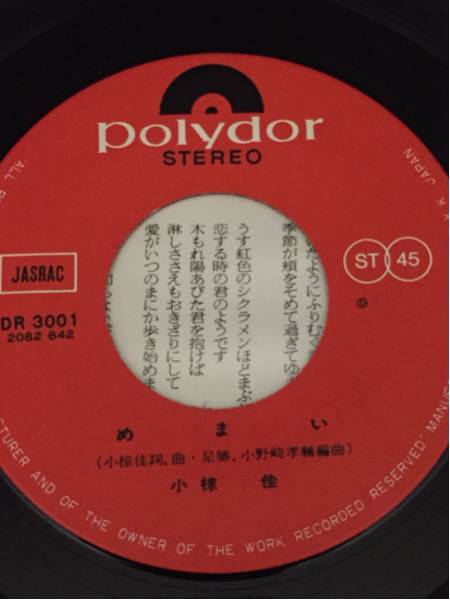 polydor
STEREO
JASRAC
DR 3001
2082 642
ST 45
季節が頬をそめて過ぎてゆ
うす紅色のシクラメンほどまぶ
恋する時の君のようです
木もれ陽あびた君を抱けば
淋しささえもおきざりにして
愛がいつのまにか歩き始めま
めまい
(小椋佳詞、曲・星勝、小野崎孝輔編曲)
小椋 佳
K. JAPAN
TURER AND OF THE OWNER OF THE WORK RECORDED RESERVED